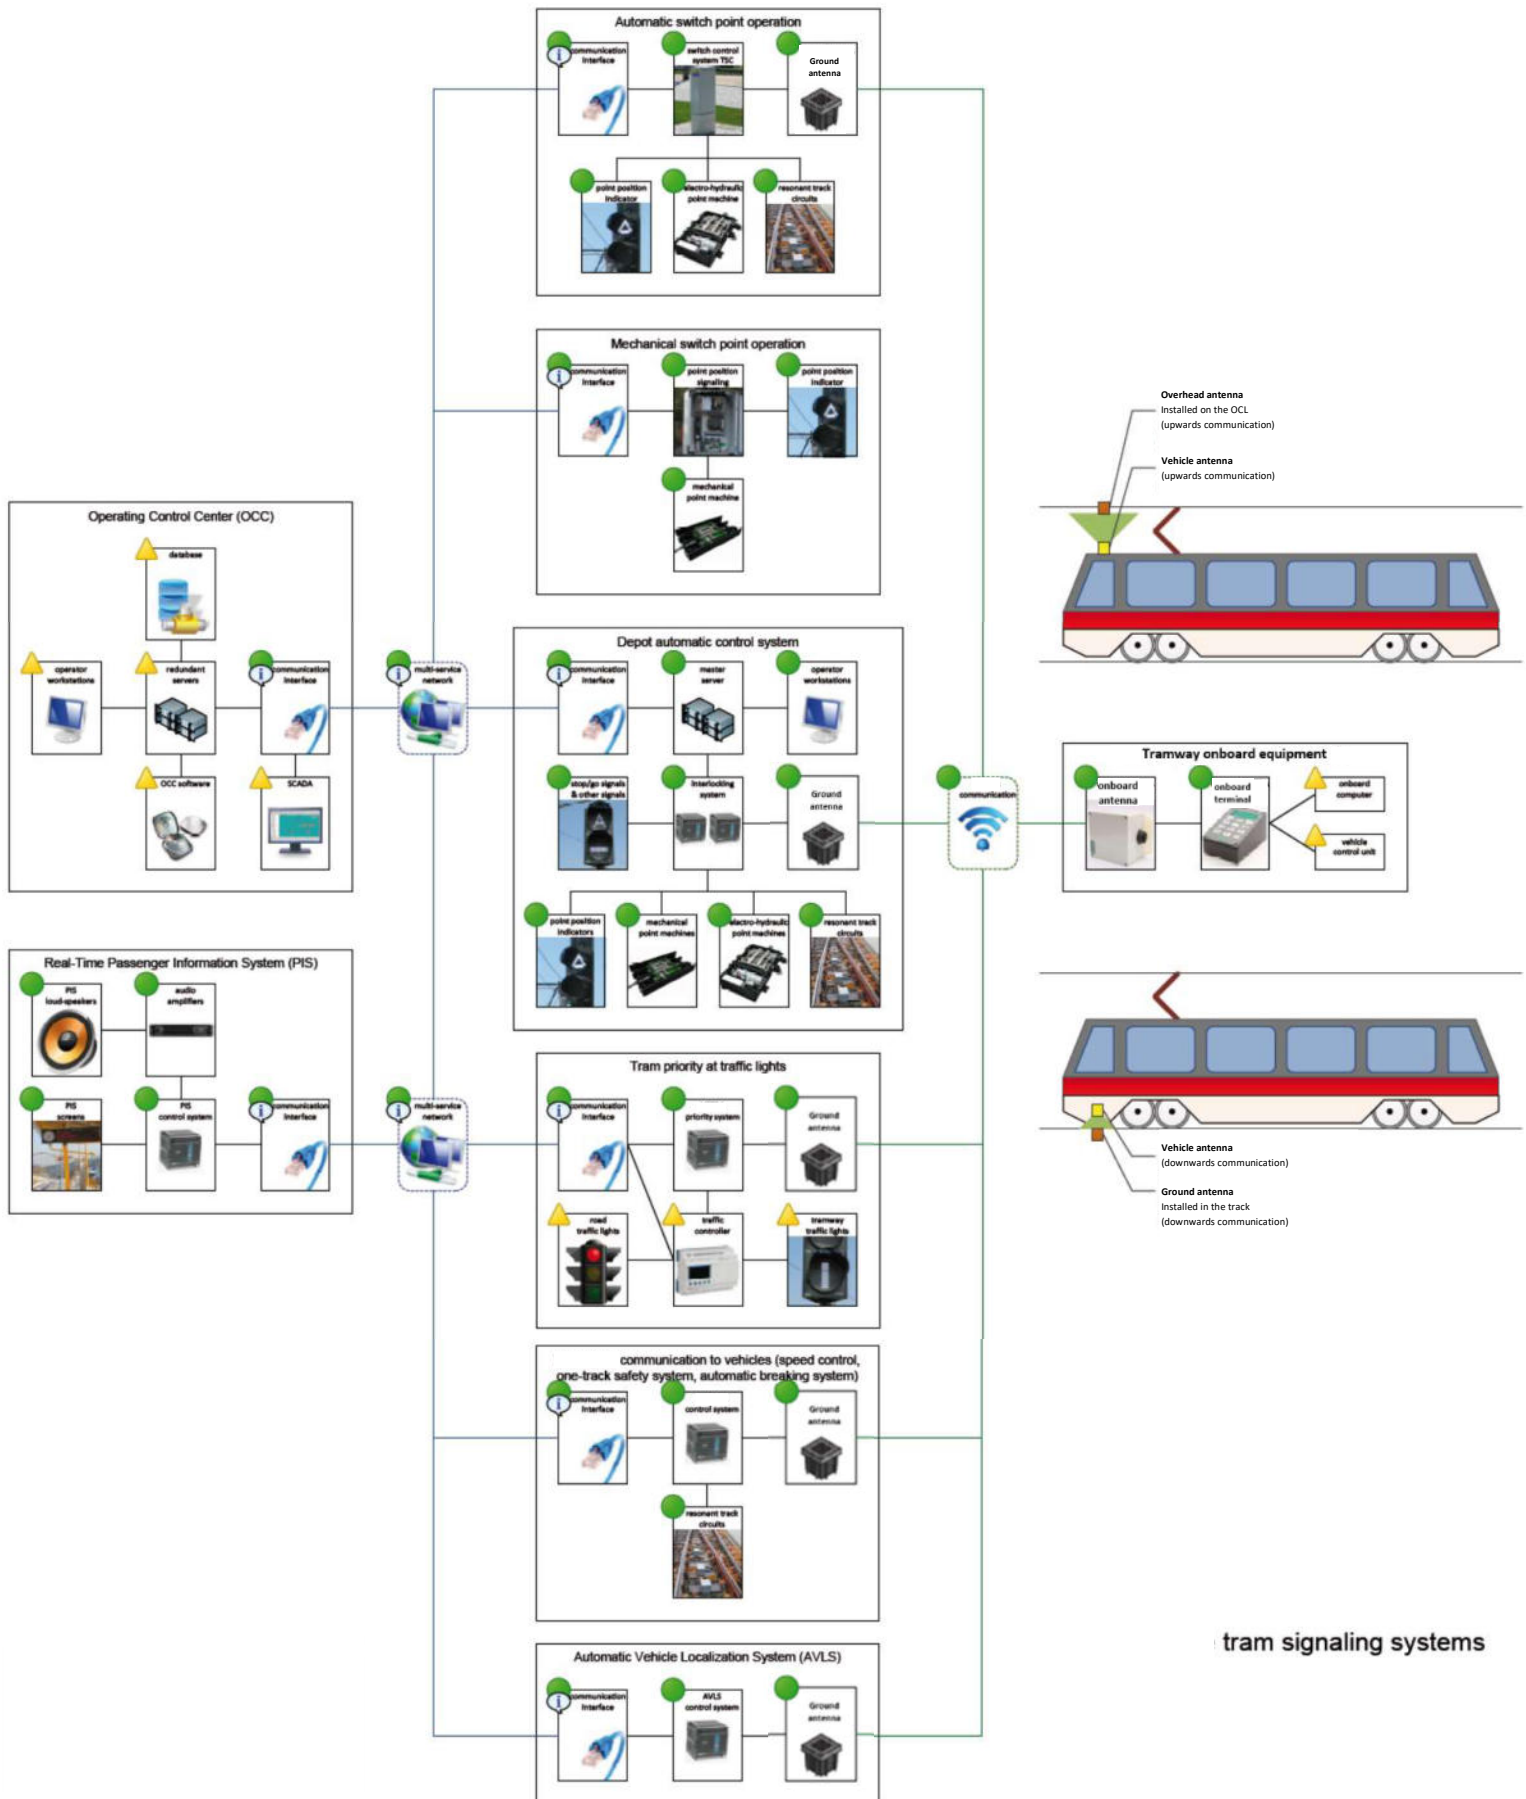 Automatic switch point operation
communication
interface
switch control
system TSC
Ground
antenna
point position
indicator
electro-hydraulic
point machine
resonant track
circuits
Mechanical switch point operation
communication
interface
point position
signaling
point position
indicator
mechanical
point machine
Overhead antenna
Installed on the OCL
(upwards communication)
Vehicle antenna
(upwards communication)
Operating Control Center (OCC)
database
operator
workstations
redundant
servers
communication
interface
OCC software
SCADA
multi-service
network
Depot automatic control system
communication
interface
master
server
operator
workstations
stop/go signals
& other signals
interlocking
system
Ground
antenna
point position
indicators
mechanical
point machines
electro-hydraulic
point machines
resonant track
circuits
communication
Tramway onboard equipment
onboard
antenna
onboard
terminal
onboard
computer
vehicle
control unit
Real-Time Passenger Information System (PIS)
PIS
loud-speakers
audio
amplifiers
PIS
screens
PIS
control system
communication
interface
multi-service
network
Tram priority at traffic lights
communication
interface
priority system
Ground
antenna
road
traffic lights
traffic
controller
tramway
traffic lights
Vehicle antenna
(downwards communication)
Ground antenna
Installed in the track
(downwards communication)
communication to vehicles (speed control,
one-track safety system, automatic breaking system)
communication
interface
control system
Ground
antenna
resonant track
circuits
tram signaling systems
Automatic Vehicle Localization System (AVLS)
communication
interface
AVLS
control system
Ground
antenna